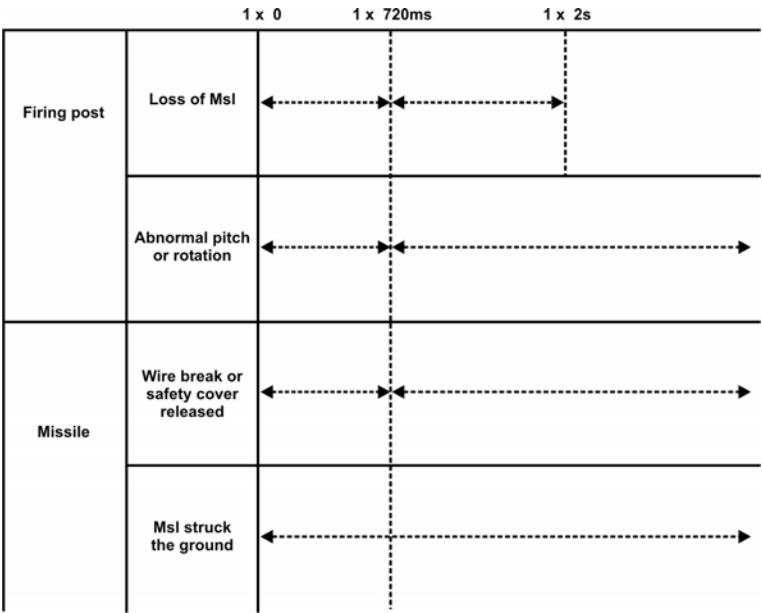 1 x 0
1 x 720ms
1 x 2s
Firing post
Loss of Msl
Abnormal pitch
or rotation
Missile
Wire break or
safety cover
released
Msl struck
the ground